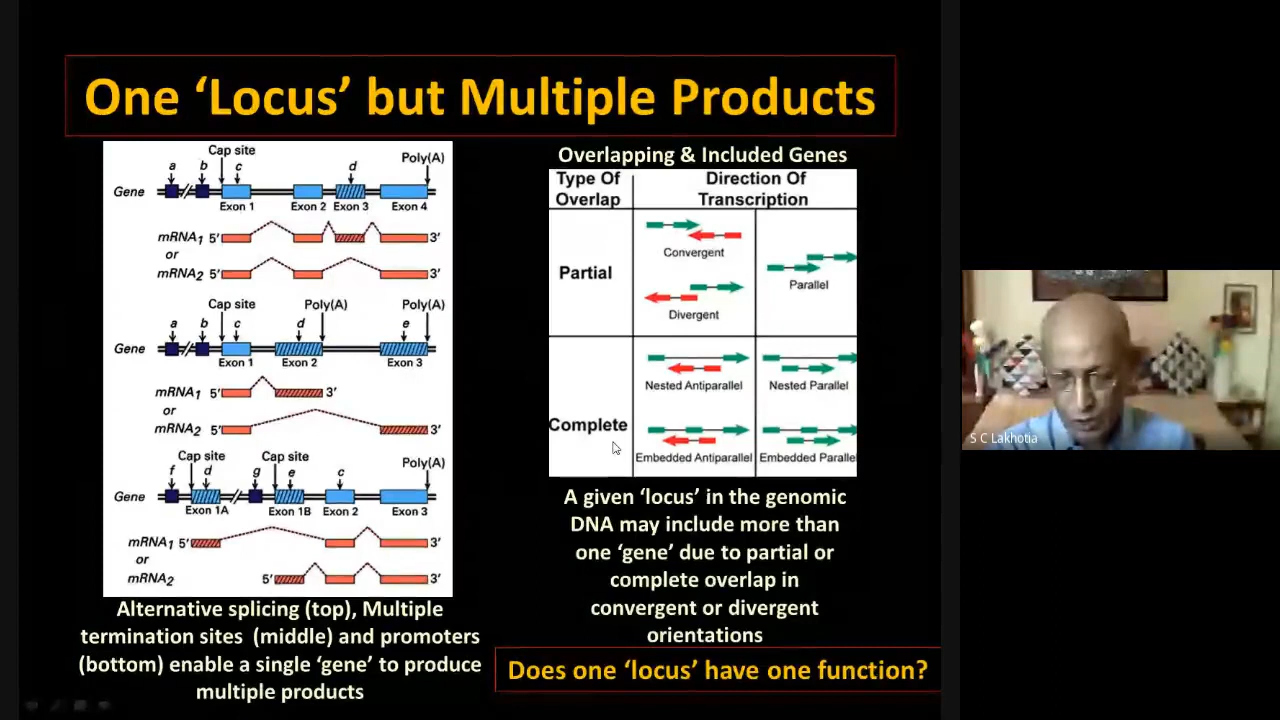 One ‘Locus’ but Multiple Products
Cap site
Poly(A)
a b c d
Gene
Exon 1 Exon 2 Exon 3 Exon 4
mRNA1 5′ 3′
or
mRNA2 5′ 3′
Cap site Poly(A) Poly(A)
a b c d e
Gene
Exon 1 Exon 2 Exon 3
mRNA1 5′ 3′
or
mRNA2 5′ 3′
Cap site Cap site Poly(A)
f d g e c
Gene
Exon 1A Exon 1B Exon 2 Exon 3
mRNA1 5′ 3′
or
mRNA2 5′ 3′
Alternative splicing (top), Multiple
termination sites (middle) and promoters
(bottom) enable a single ‘gene’ to produce
multiple products
Overlapping & Included Genes
Type Of Direction Of
Overlap Transcription
Convergent
Partial
Parallel
Divergent
Nested Antiparallel Nested Parallel
Complete
Embedded Antiparallel Embedded Paralle
A given ‘locus’ in the genomic
DNA may include more than
one ‘gene’ due to partial or
complete overlap in
convergent or divergent
orientations
Does one ‘locus’ have one function?
S C Lakhotia